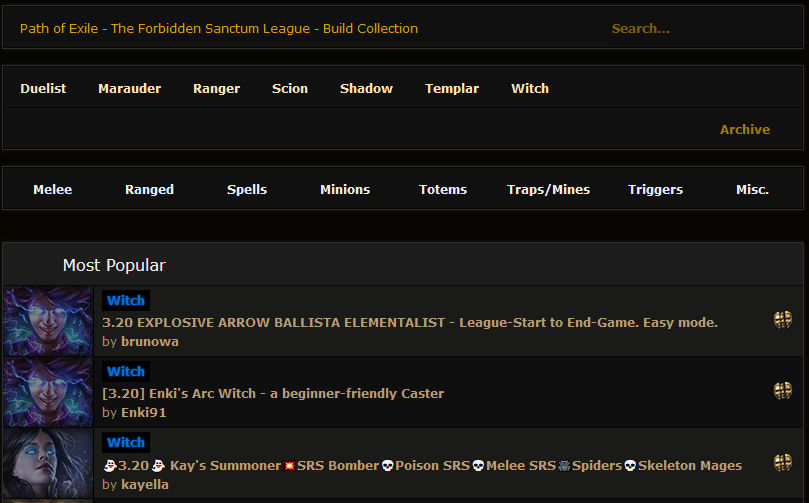 Path of Exile - The Forbidden Sanctum League - Build Collection Search...
Duelist Marauder Ranger Scion Shadow Templar Witch
Archive
Melee Ranged Spells Minions Totems Traps/Mines Triggers Misc.
Most Popular
Witch
3.20 EXPLOSIVE ARROW BALLISTA ELEMENTALIST - League-Start to End-Game. Easy mode.
by brunowa
Witch
[3.20] Enki's Arc Witch - a beginner-friendly Caster
by Enki91
Witch
👻3.20👻 Kay's Summoner💥SRS Bomber💀Poison SRS💀Melee SRS🕷Spiders💀Skeleton Mages
by kayella